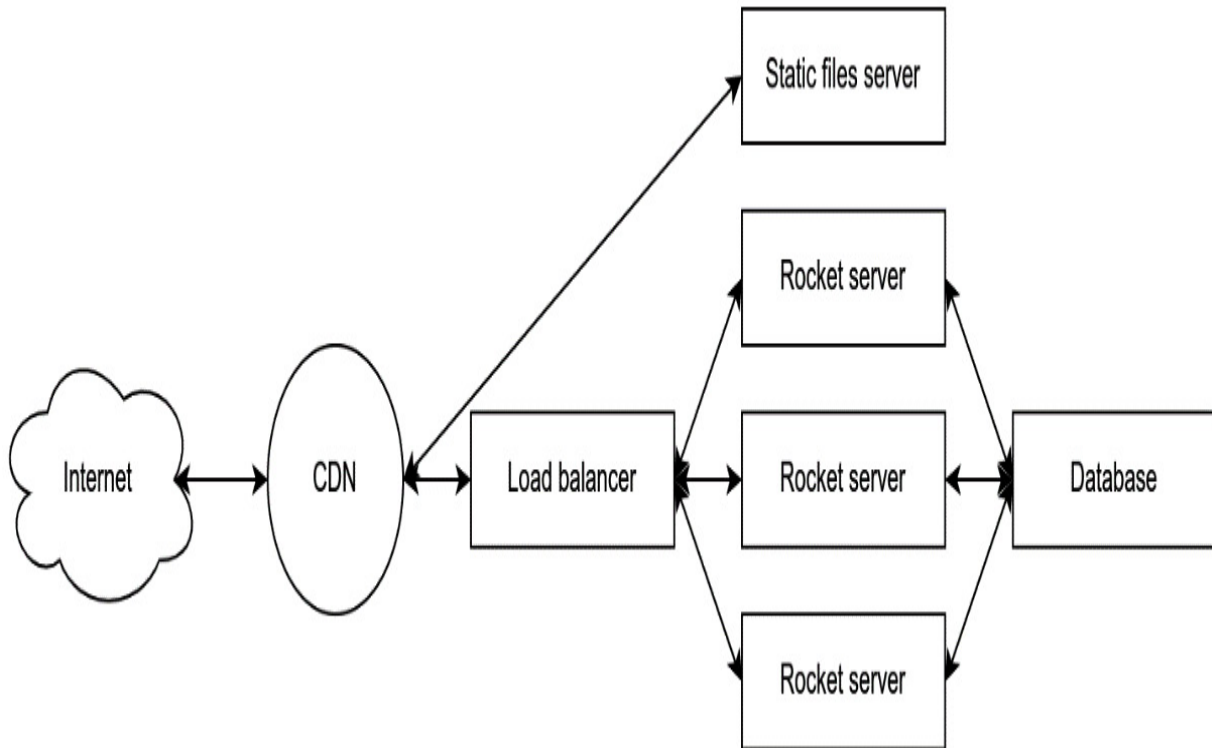 Static files server
Rocket server
Internet
CDN
Load balancer
Rocket server
Database
Rocket server